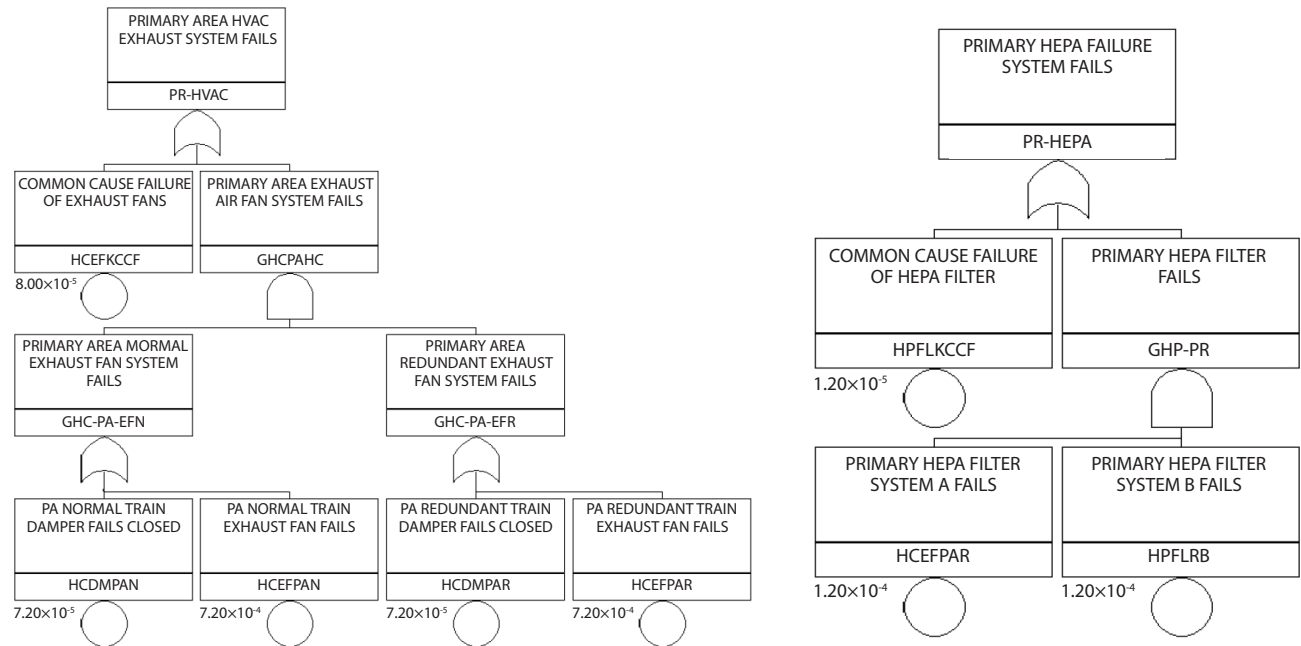 PRIMARY AREA HVAC
EXHAUST SYSTEM FAILS
PR-HVAC
COMMON CAUSE FAILURE
OF EXHAUST FANS
HCEFKCCF
8.00×10⁻⁵
PRIMARY AREA EXHAUST
AIR FAN SYSTEM FAILS
GHCPAHC
PRIMARY AREA MORMAL
EXHAUST FAN SYSTEM
FAILS
GHC-PA-EFN
PRIMARY AREA
REDUNDANT EXHAUST
FAN SYSTEM FAILS
GHC-PA-EFR
PA NORMAL TRAIN
DAMPER FAILS CLOSED
HCDMPAN
7.20×10⁻⁵
PA NORMAL TRAIN
EXHAUST FAN FAILS
HCEFPAN
7.20×10⁻⁴
PA REDUNDANT TRAIN
DAMPER FAILS CLOSED
HCDMPAR
7.20×10⁻⁵
PA REDUNDANT TRAIN
EXHAUST FAN FAILS
HCEFPAR
7.20×10⁻⁴
PRIMARY HEPA FAILURE
SYSTEM FAILS
PR-HEPA
COMMON CAUSE FAILURE
OF HEPA FILTER
HPFLKCCF
1.20×10⁻⁵
PRIMARY HEPA FILTER
FAILS
GHP-PR
PRIMARY HEPA FILTER
SYSTEM A FAILS
HCEFPAR
1.20×10⁻⁴
PRIMARY HEPA FILTER
SYSTEM B FAILS
HPFLRB
1.20×10⁻⁴